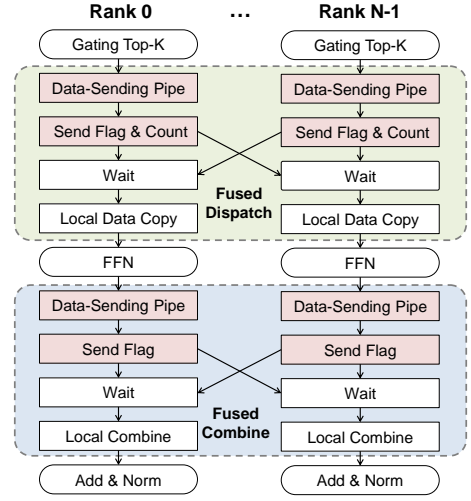 Rank 0 ... Rank N-1
Gating Top-K Gating Top-K
Data-Sending Pipe Data-Sending Pipe
Send Flag & Count Send Flag & Count
Wait Wait
Fused
Dispatch
Local Data Copy Local Data Copy
FFN FFN
Data-Sending Pipe Data-Sending Pipe
Send Flag Send Flag
Wait Wait
Fused
Combine
Local Combine Local Combine
Add & Norm Add & Norm